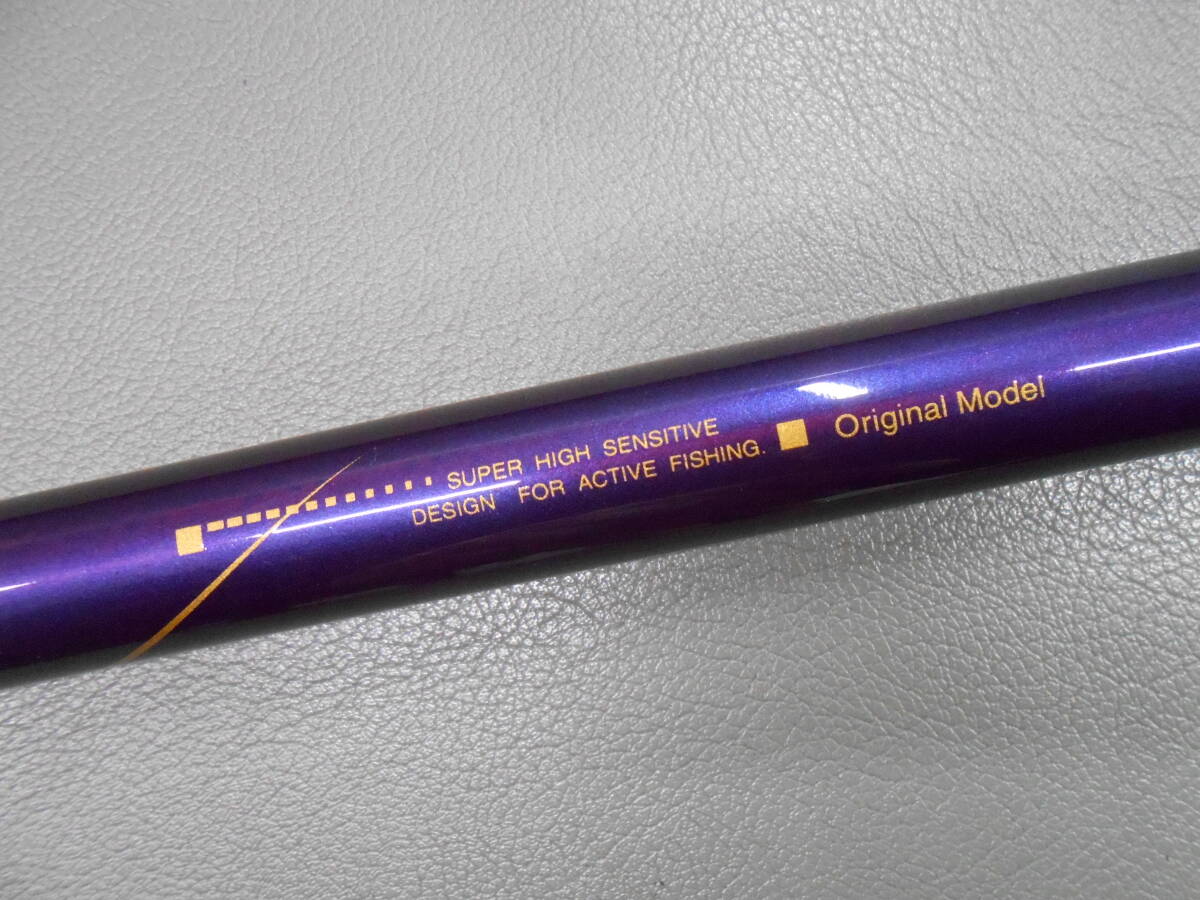 SUPER HIGH SENSITIVE
DESIGN FOR ACTIVE FISHING.
Original Model